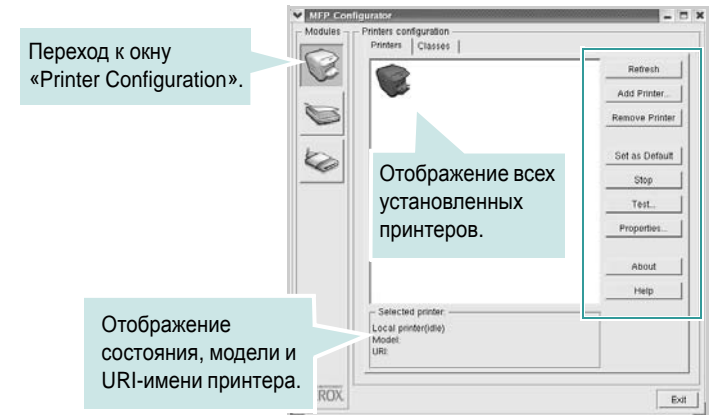 MFP Configurator
Modules
Printers configuration
Printers
Classes
Переход к окну
«Printer Configuration».
Refresh
Add Printer...
Remove Printer
Set as Default
Stop
Test...
Properties...
About
Help
Отображение всех
установленных
принтеров.
Selected printer:
Local printer(idle)
Model:
URI:
Отображение
состояния, модели и
URI-имени принтера.
Exit